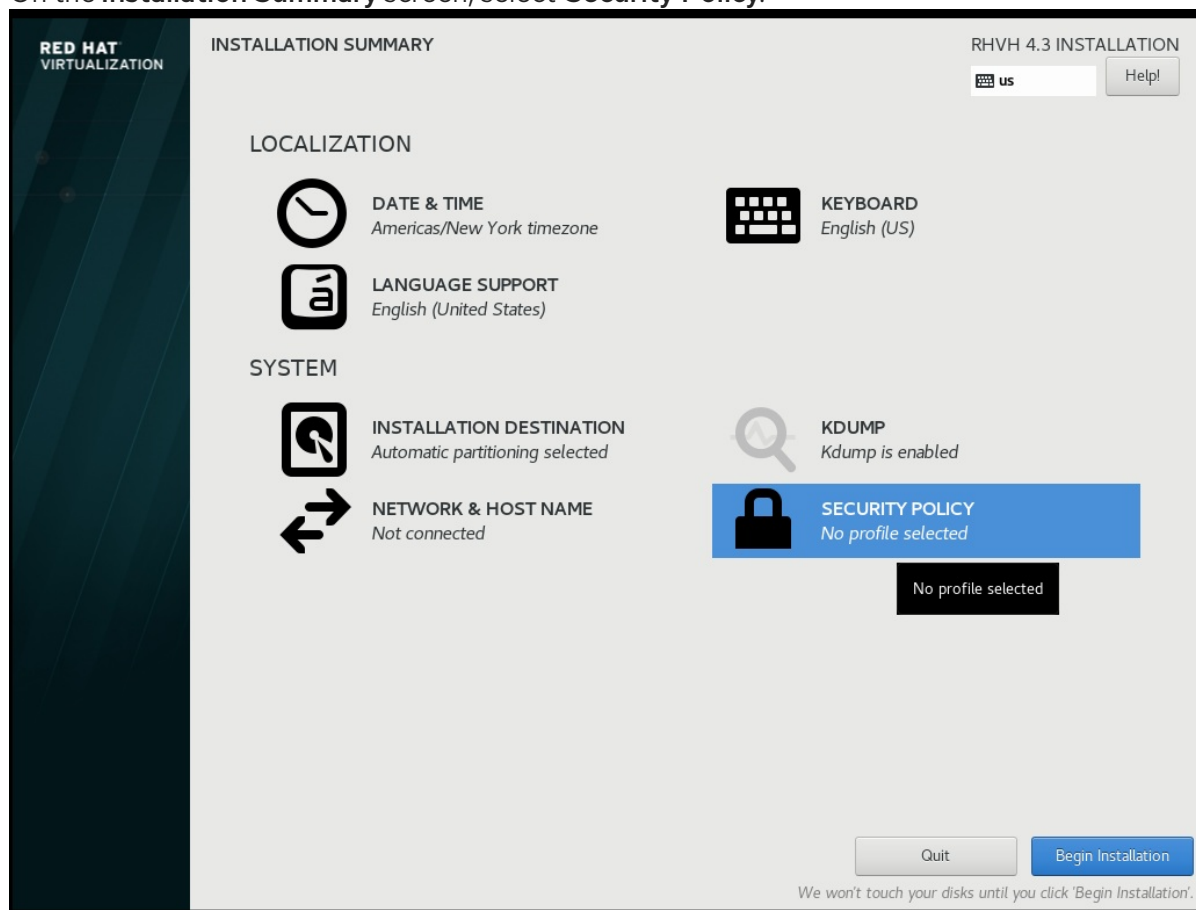 On the Installation Summary screen, select Security Policy.
RED HAT
VIRTUALIZATION
INSTALLATION SUMMARY
RHVH 4.3 INSTALLATION
us
Help!
LOCALIZATION
DATE & TIME
Americas/New York timezone
KEYBOARD
English (US)
á
LANGUAGE SUPPORT
English (United States)
SYSTEM
INSTALLATION DESTINATION
Automatic partitioning selected
KDUMP
Kdump is enabled
NETWORK & HOST NAME
Not connected
SECURITY POLICY
No profile selected
No profile selected
Quit
Begin Installation
We won't touch your disks until you click 'Begin Installation'.